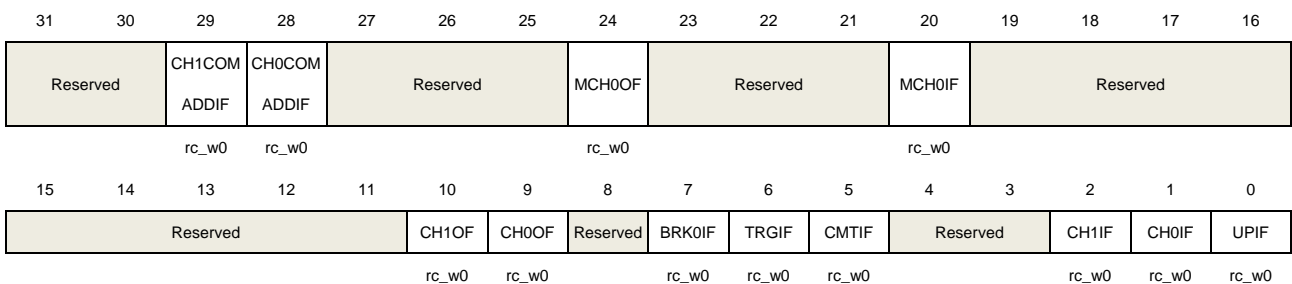 31 30 29 28 27 26 25 24 23 22 21 20 19 18 17 16
Reserved CH1COM ADDIF CH0COM ADDIF Reserved MCH0OF Reserved MCH0IF Reserved
rc_w0 rc_w0 rc_w0 rc_w0
15 14 13 12 11 10 9 8 7 6 5 4 3 2 1 0
Reserved CH1OF CH0OF Reserved BRK0IF TRGIF CMTIF Reserved CH1IF CH0IF UPIF
rc_w0 rc_w0 rc_w0 rc_w0 rc_w0 rc_w0 rc_w0 rc_w0